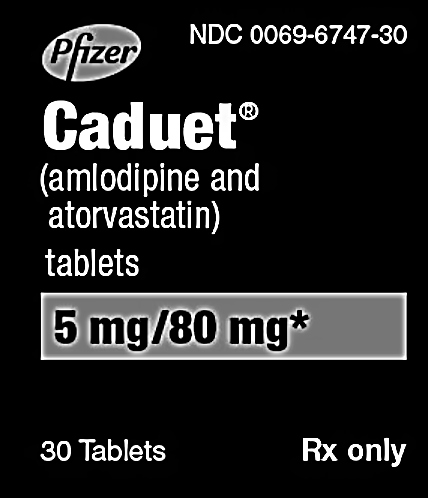 Pfizer
NDC 0069-6747-30
Caduet®
(amlodipine and
atorvastatin)
tablets
5 mg/80 mg*
30 Tablets
Rx only